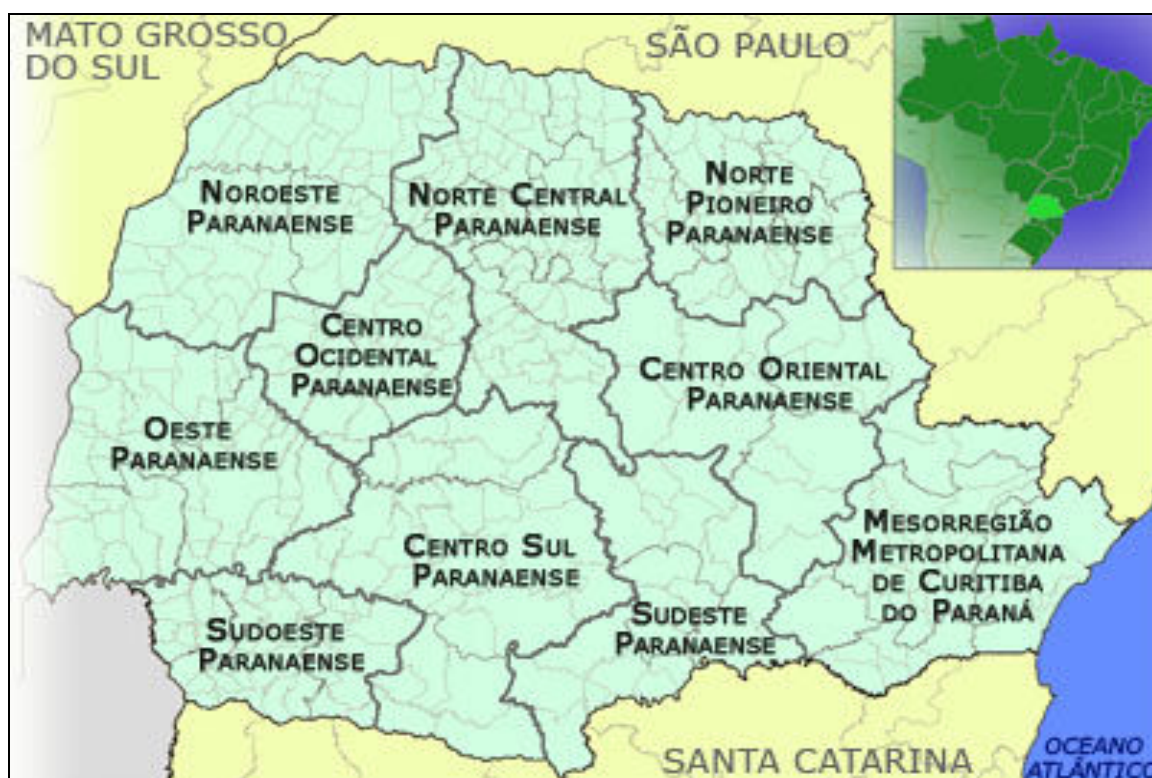 MATO GROSSO
DO SUL
SÃO PAULO
NOROESTE
PARANAENSE
NORTE CENTRAL
PARANAENSE
NORTE
PIONEIRO
PARANAENSE
CENTRO
OCIDENTAL
PARANAENSE
CENTRO ORIENTAL
PARANAENSE
OESTE
PARANAENSE
CENTRO SUL
PARANAENSE
MESORREGIÃO
METROPOLITANA
DE CURITIBA
DO PARANÁ
SUDOESTE
PARANAENSE
SUDESTE
PARANAENSE
SANTA CATARINA
OCEANO
ATLÂNTICO